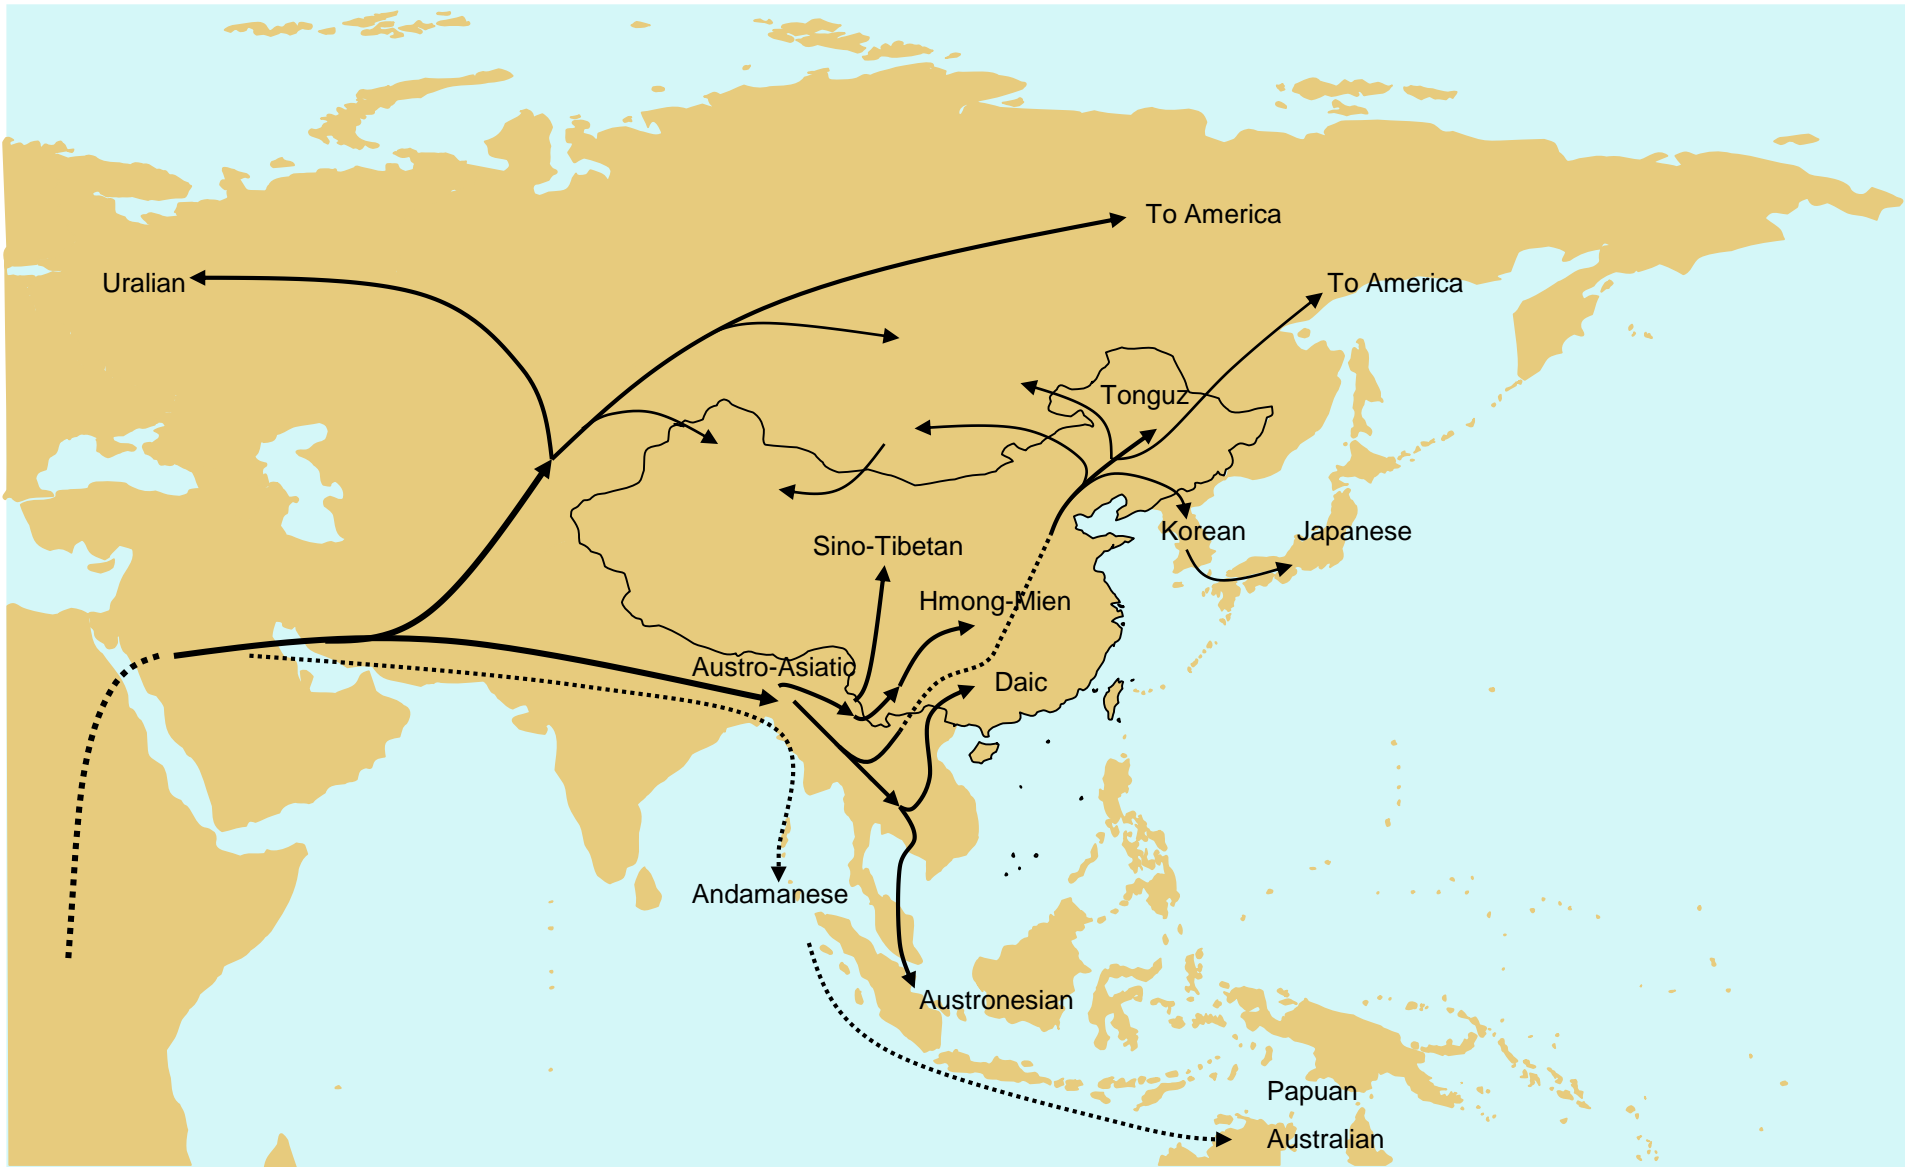 To America
Uralian
To America
Tonguz
Korean
Japanese
Sino-Tibetan
Hmong-Mien
Austro-Asiatic
Daic
Andamanese
Austronesian
Papuan
Australian